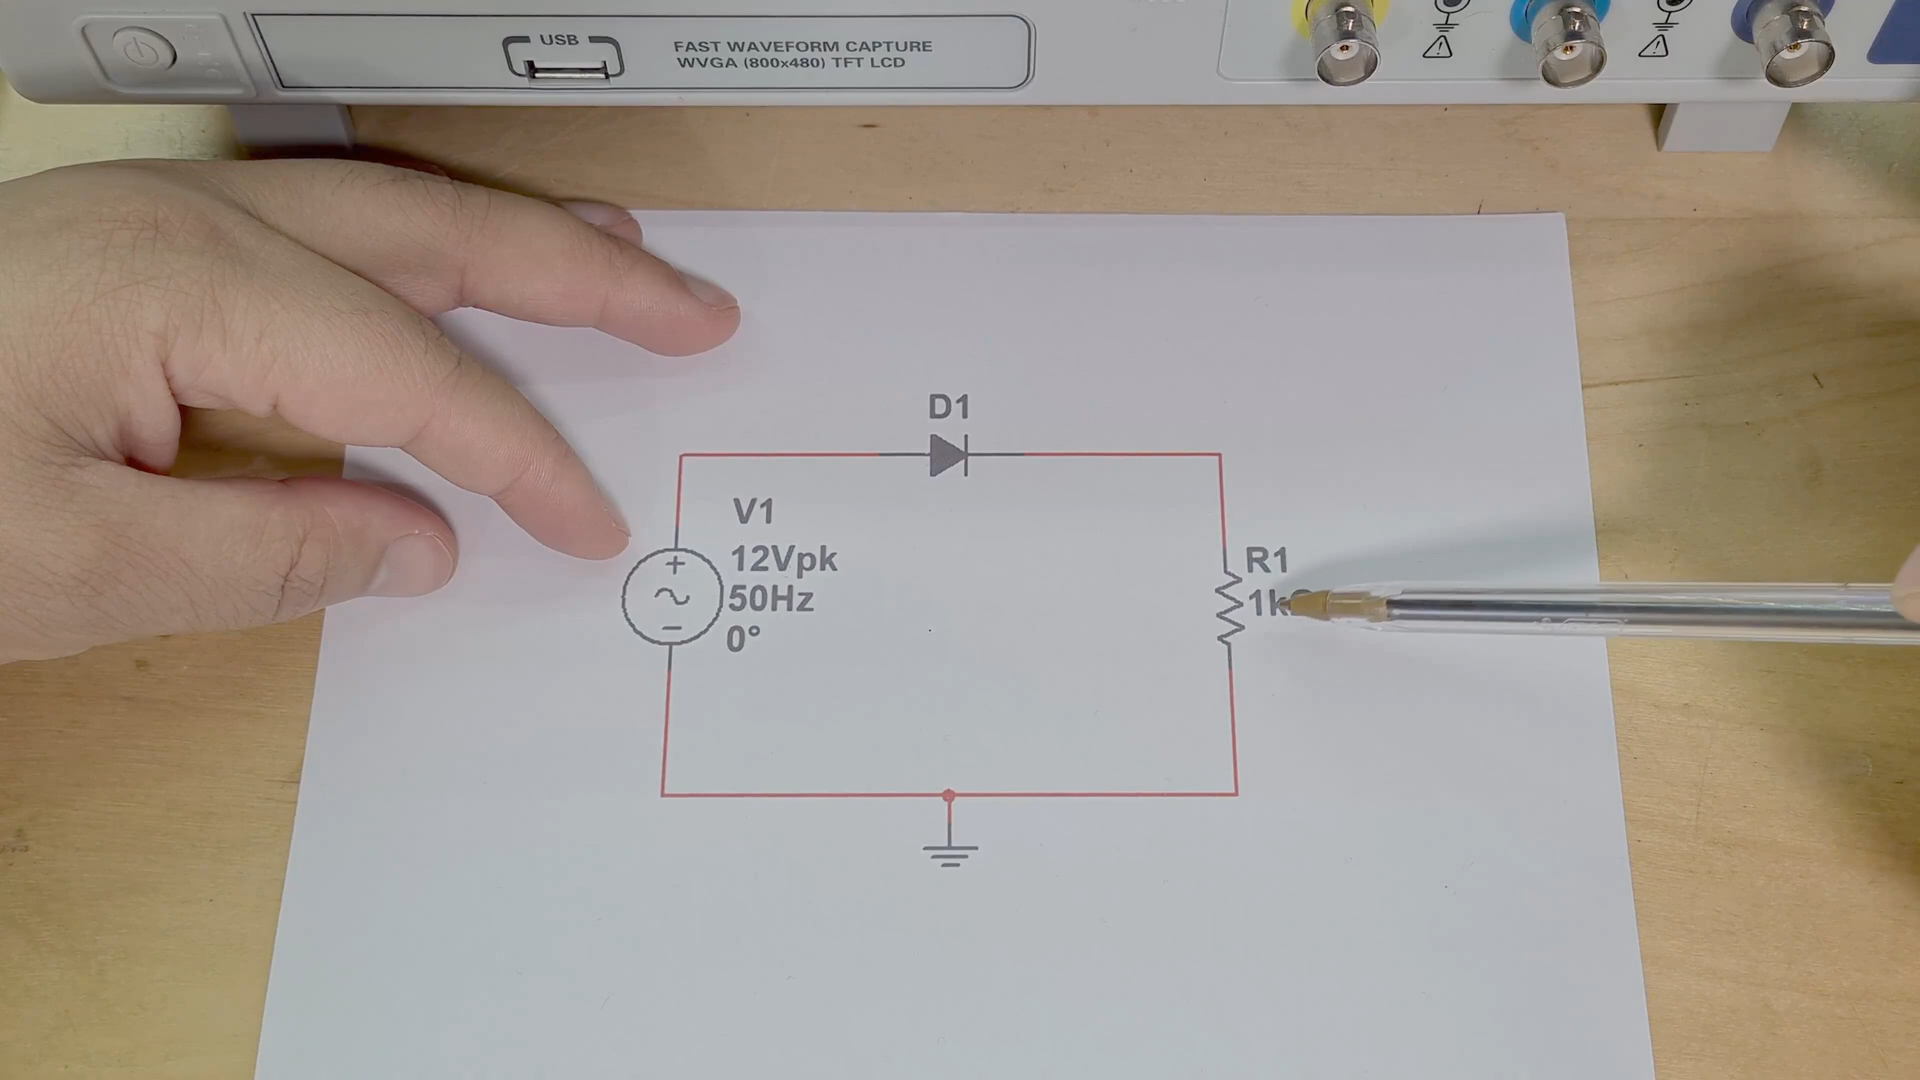 USB
FAST WAVEFORM CAPTURE
WVGA (800x480) TFT LCD
D1
V1
12Vpk
50Hz
0°
R1